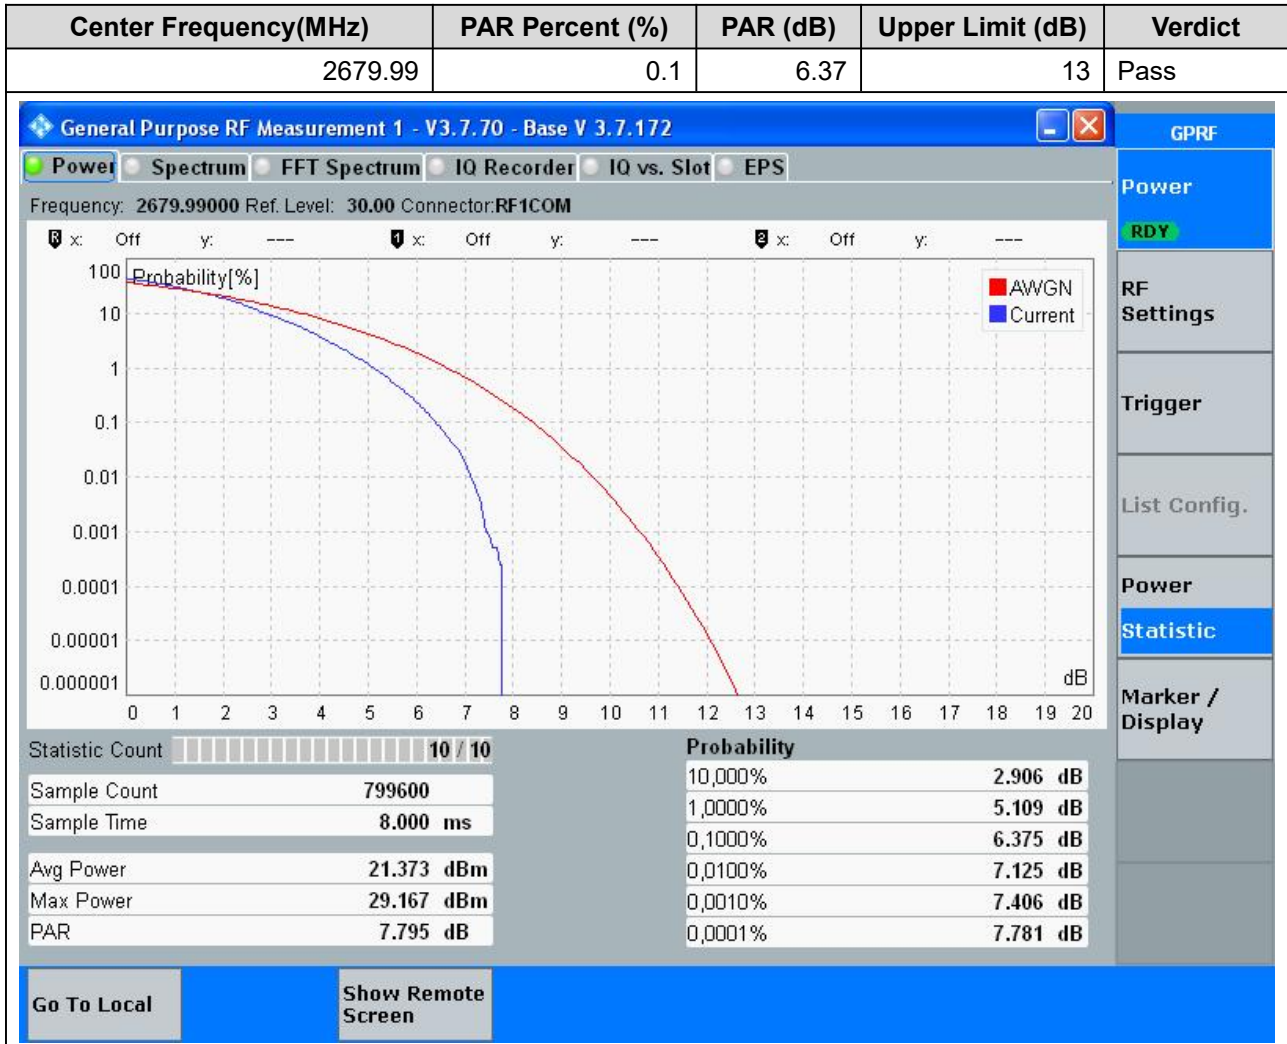 Center Frequency(MHz) PAR Percent (%) PAR (dB) Upper Limit (dB) Verdict
2679.99 0.1 6.37 13 Pass
General Purpose RF Measurement 1 - V3.7.70 - Base V 3.7.172
GPRF
Power Spectrum FFT Spectrum IQ Recorder IQ vs. Slot EPS
Power
RDY
Frequency: 2679.99000 Ref. Level: 30.00 Connector:RF1COM
R x: Off y: --- 1 x: Off y: --- 2 x: Off y: ---
Probability[%]
AWGN
Current
100
10
1
0.1
0.01
0.001
0.0001
0.00001
0.000001
dB
0 1 2 3 4 5 6 7 8 9 10 11 12 13 14 15 16 17 18 19 20
RF
Settings
Trigger
List Config.
Power
Statistic
Marker /
Display
Statistic Count 10 / 10
Sample Count 799600
Sample Time 8.000 ms
Avg Power 21.373 dBm
Max Power 29.167 dBm
PAR 7.795 dB
Probability
10,000% 2.906 dB
1,0000% 5.109 dB
0,1000% 6.375 dB
0,0100% 7.125 dB
0,0010% 7.406 dB
0,0001% 7.781 dB
Go To Local
Show Remote
Screen